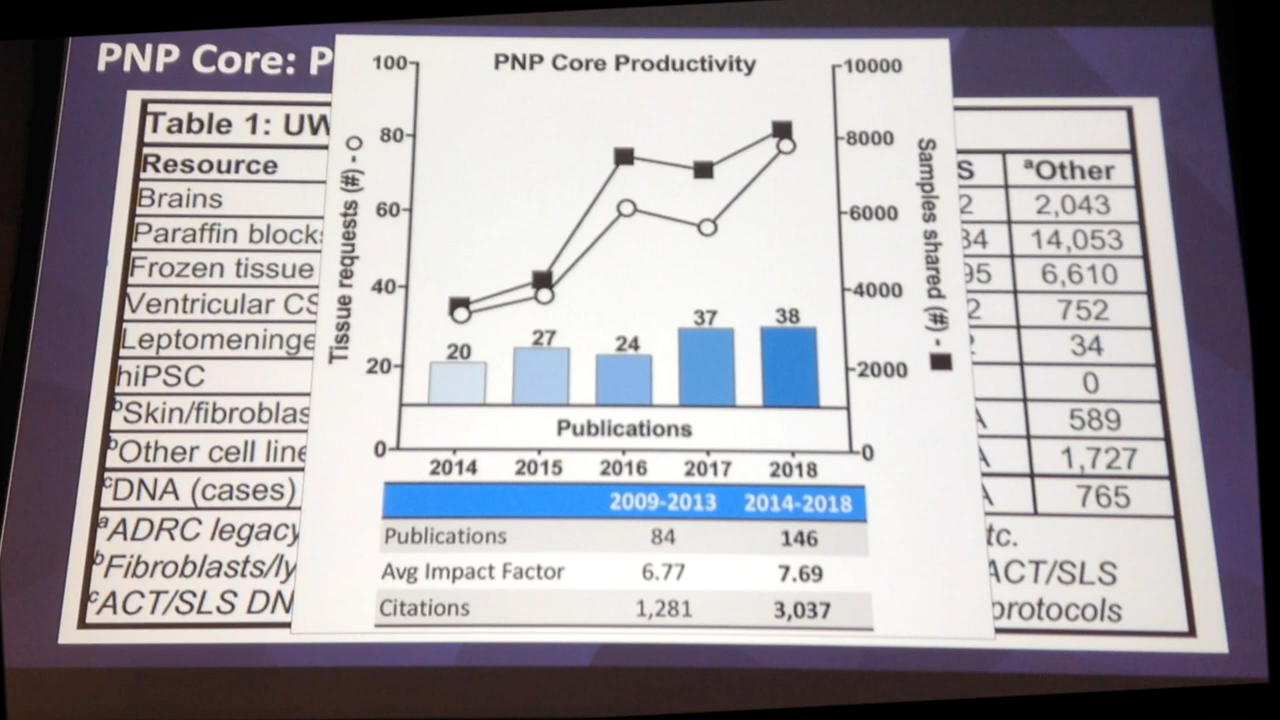 PNP Core: P
Table 1: UW
Resource
Brains
Paraffin block
Frozen tissue
Ventricular CS
Leptomeninge
hiPSC
bSkin/fibroblas
bOther cell line
cDNA (cases)
aADRC legacy
bFibroblasts/ly
cACT/SLS DN
PNP Core Productivity
Tissue requests (#) - O
100
80
60
40
20
0
10000
8000
6000
4000
2000
0
Samples shared (#) - ■
20 27 24 37 38
Publications
2014 2015 2016 2017 2018
2009-2013 2014-2018
Publications 84 146
Avg Impact Factor 6.77 7.69
Citations 1,281 3,037
S aOther
2 2,043
34 14,053
95 6,610
2 752
34
0
A 589
A 1,727
A 765
tc.
ACT/SLS
protocols